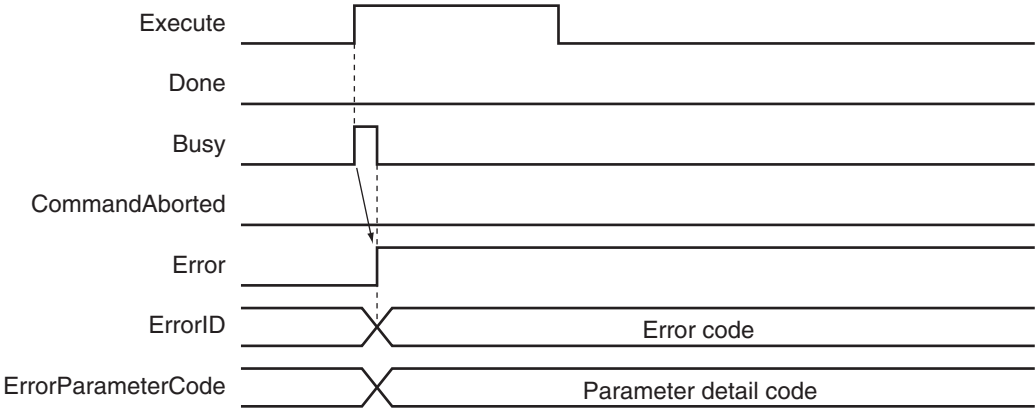 Execute
Done
Busy
CommandAborted
Error
ErrorID
Error code
ErrorParameterCode
Parameter detail code